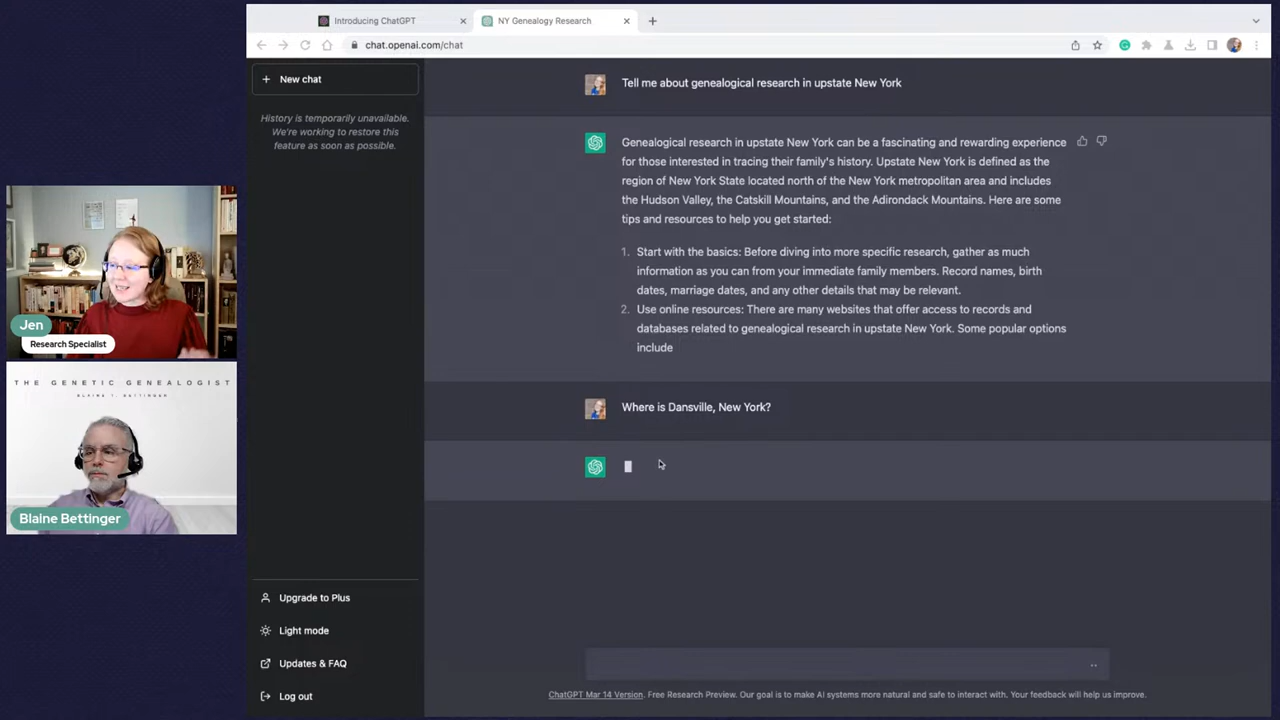 Introducing ChatGPT
NY Genealogy Research
chat.openai.com/chat
New chat
History is temporarily unavailable.
We're working to restore this
feature as soon as possible.
Upgrade to Plus
Light mode
Updates & FAQ
Log out
Tell me about genealogical research in upstate New York
Genealogical research in upstate New York can be a fascinating and rewarding experience
for those interested in tracing their family's history. Upstate New York is defined as the
region of New York State located north of the New York metropolitan area and includes
the Hudson Valley, the Catskill Mountains, and the Adirondack Mountains. Here are some
tips and resources to help you get started:
1. Start with the basics: Before diving into more specific research, gather as much
information as you can from your immediate family members. Record names, birth
dates, marriage dates, and any other details that may be relevant.
2. Use online resources: There are many websites that offer access to records and
databases related to genealogical research in upstate New York. Some popular options
include
Where is Dansville, New York?
ChatGPT Mar 14 Version. Free Research Preview. Our goal is to make AI systems more natural and safe to interact with. Your feedback will help us improve.
Jen
Research Specialist
THE GENETIC GENEALOGIST
BLAINE T. BETTINGER
Blaine Bettinger